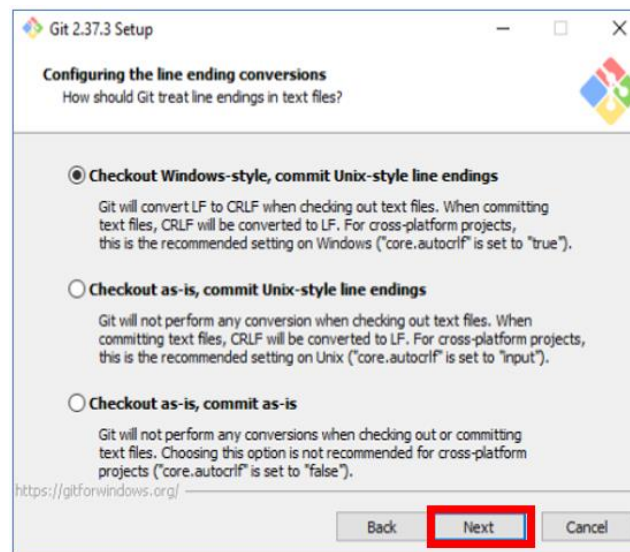 Git 2.37.3 Setup
Configuring the line ending conversions
How should Git treat line endings in text files?
Checkout Windows-style, commit Unix-style line endings
Git will convert LF to CRLF when checking out text files. When committing
text files, CRLF will be converted to LF. For cross-platform projects,
this is the recommended setting on Windows ("core.autocrlf" is set to "true").
Checkout as-is, commit Unix-style line endings
Git will not perform any conversion when checking out text files. When
committing text files, CRLF will be converted to LF. For cross-platform projects,
this is the recommended setting on Unix ("core.autocrlf" is set to "input").
Checkout as-is, commit as-is
Git will not perform any conversions when checking out or committing
text files. Choosing this option is not recommended for cross-platform
projects ("core.autocrlf" is set to "false").
https://gitforwindows.org/
Back Next Cancel